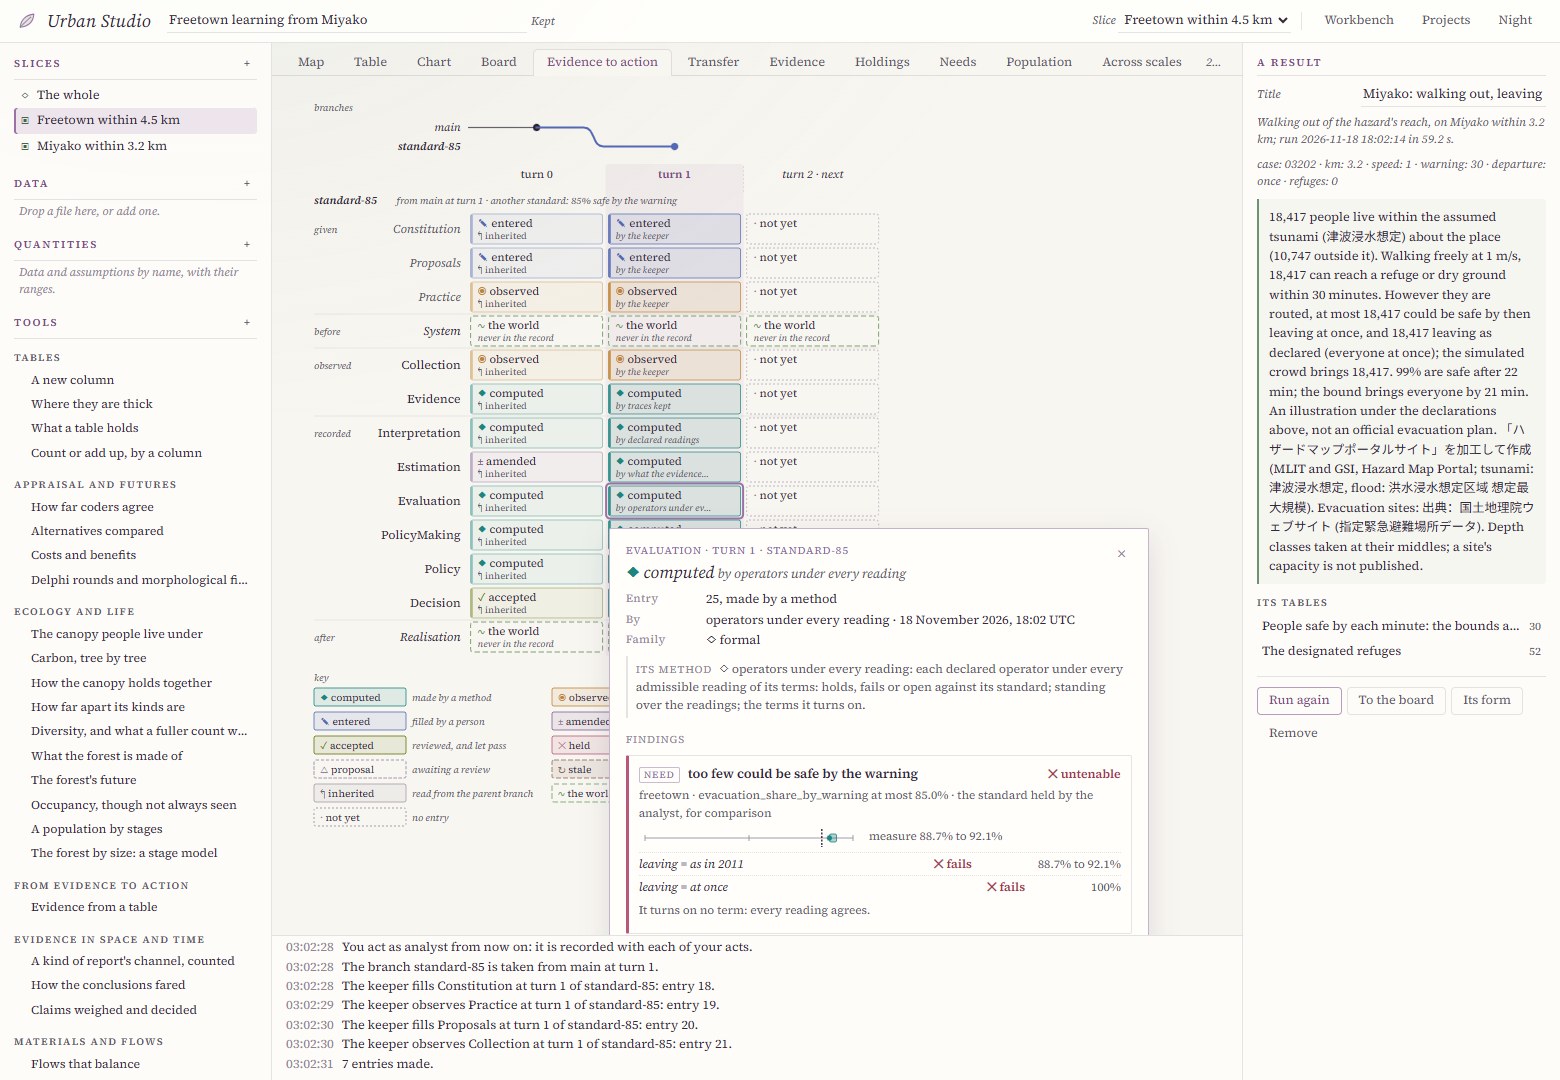 Urban Studio
Freetown learning from Miyako
Kept
Slice Freetown within 4.5 km
Workbench
Projects
Night
SLICES +
The whole
Freetown within 4.5 km
Miyako within 3.2 km
DATA +
Drop a file here, or add one.
QUANTITIES +
Data and assumptions by name, with their
ranges.
TOOLS +
TABLES
A new column
Where they are thick
What a table holds
Count or add up, by a column
APPRAISAL AND FUTURES
How far coders agree
Alternatives compared
Costs and benefits
Delphi rounds and morphological fi...
ECOLOGY AND LIFE
The canopy people live under
Carbon, tree by tree
How the canopy holds together
How far apart its kinds are
Diversity, and what a fuller count w...
What the forest is made of
The forest's future
Occupancy, though not always seen
A population by stages
The forest by size: a stage model
FROM EVIDENCE TO ACTION
Evidence from a table
EVIDENCE IN SPACE AND TIME
A kind of report's channel, counted
How the conclusions fared
Claims weighed and decided
MATERIALS AND FLOWS
Flows that balance
Map Table Chart Board Evidence to action Transfer Evidence Holdings Needs Population Across scales 2...
branches
main
standard-85
turn 0 turn 1 turn 2 · next
standard-85 from main at turn 1 · another standard: 85% safe by the warning
given Constitution ✎ entered ✎ entered · not yet
↰ inherited by the keeper
Proposals ✎ entered ✎ entered · not yet
↰ inherited by the keeper
Practice ◉ observed ◉ observed · not yet
↰ inherited by the keeper
before System ∿ the world ∿ the world ∿ the world
never in the record never in the record never in the record
observed Collection ◉ observed ◉ observed · not yet
↰ inherited by the keeper
Evidence ◆ computed ◆ computed · not yet
↰ inherited by traces kept
recorded Interpretation ◆ computed ◆ computed · not yet
↰ inherited by declared readings
Estimation ± amended ◆ computed · not yet
↰ inherited by what the evidence...
Evaluation ◆ computed ◆ computed · not yet
↰ inherited by operators under ev...
PolicyMaking ◆ computed
↰ inherited
Policy ◆ computed
↰ inherited
Decision ✓ accepted
↰ inherited
after Realisation ∿ the world
never in the record
key
◆ computed made by a method ◉ observe
✎ entered filled by a person ± amended
✓ accepted reviewed, and let pass ✕ held
△ proposal awaiting a review ↻ stale
↰ inherited read from the parent branch ∿ the worl
· not yet no entry
EVALUATION · TURN 1 · STANDARD-85 ×
◆ computed by operators under every reading
Entry 25, made by a method
By operators under every reading · 18 November 2026, 18:02 UTC
Family ◇ formal
ITS METHOD ◇ operators under every reading: each declared operator under every
admissible reading of its terms: holds, fails or open against its standard; standing
over the readings; the terms it turns on.
FINDINGS
NEED too few could be safe by the warning ✕ untenable
freetown · evacuation_share_by_warning at most 85.0% · the standard held by the
analyst, for comparison
measure 88.7% to 92.1%
leaving = as in 2011 ✕ fails 88.7% to 92.1%
leaving = at once ✕ fails 100%
It turns on no term: every reading agrees.
03:02:28 You act as analyst from now on: it is recorded with each of your acts.
03:02:28 The branch standard-85 is taken from main at turn 1.
03:02:28 The keeper fills Constitution at turn 1 of standard-85: entry 18.
03:02:29 The keeper observes Practice at turn 1 of standard-85: entry 19.
03:02:30 The keeper fills Proposals at turn 1 of standard-85: entry 20.
03:02:30 The keeper observes Collection at turn 1 of standard-85: entry 21.
03:02:31 7 entries made.
A RESULT
Title Miyako: walking out, leaving
Walking out of the hazard's reach, on Miyako within 3.2
km; run 2026-11-18 18:02:14 in 59.2 s.
case: 03202 · km: 3.2 · speed: 1 · warning: 30 · departure:
once · refuges: 0
18,417 people live within the assumed
tsunami (津波浸水想定) about the place
(10,747 outside it). Walking freely at 1 m/s,
18,417 can reach a refuge or dry ground
within 30 minutes. However they are
routed, at most 18,417 could be safe by then
leaving at once, and 18,417 leaving as
declared (everyone at once); the simulated
crowd brings 18,417. 99% are safe after 22
min; the bound brings everyone by 21 min.
An illustration under the declarations
above, not an official evacuation plan. 「ハ
ザードマップポータルサイト」を加工して作成
(MLIT and GSI, Hazard Map Portal; tsunami:
津波浸水想定, flood: 洪水浸水想定区域 想定最
大規模). Evacuation sites: 出典：国土地理院ウ
ェブサイト (指定緊急避難場所データ). Depth
classes taken at their middles; a site's
capacity is not published.
ITS TABLES
People safe by each minute: the bounds a... 30
The designated refuges 52
Run again To the board Its form
Remove